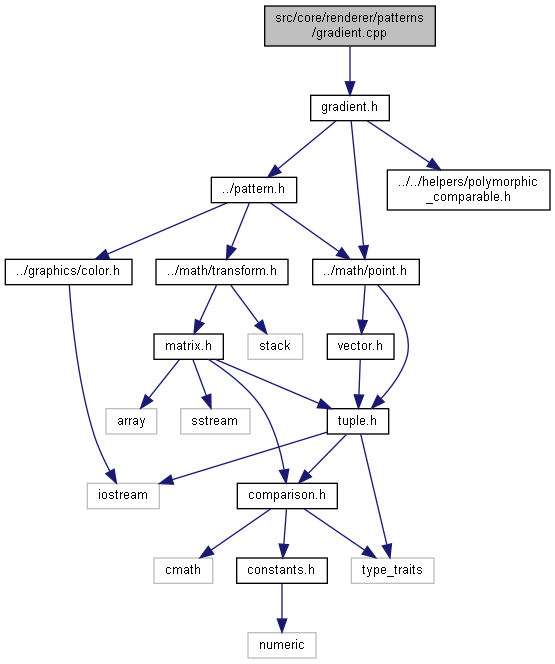 src/core/renderer/patterns
/gradient.cpp
gradient.h
../pattern.h
../../helpers/polymorphic
_comparable.h
../graphics/color.h
../math/transform.h
../math/point.h
matrix.h
stack
vector.h
array
sstream
tuple.h
iostream
comparison.h
cmath
constants.h
type_traits
numeric